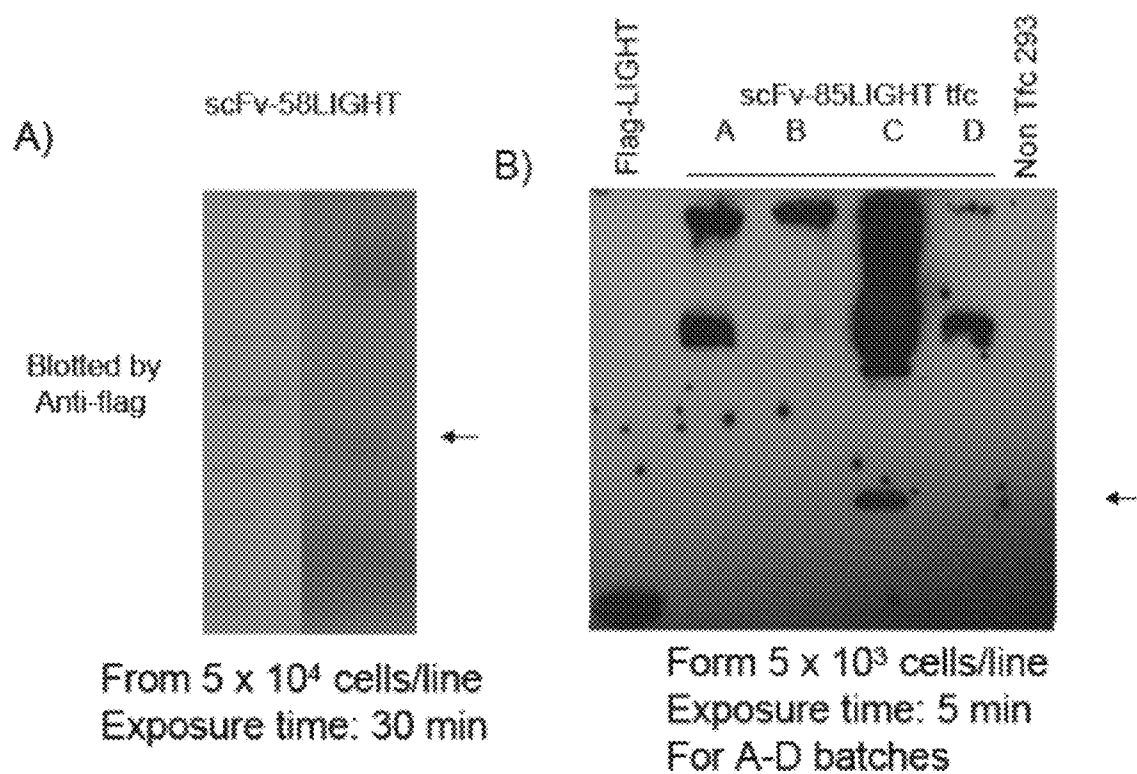 A)
scFv-58LIGHT
Blotted by
Anti-flag
From 5 x 10⁴ cells/line
Exposure time: 30 min
B)
Flag-LIGHT
scFv-85LIGHT tfc
A B C D
Non Tfc 293
Form 5 x 10³ cells/line
Exposure time: 5 min
For A-D batches